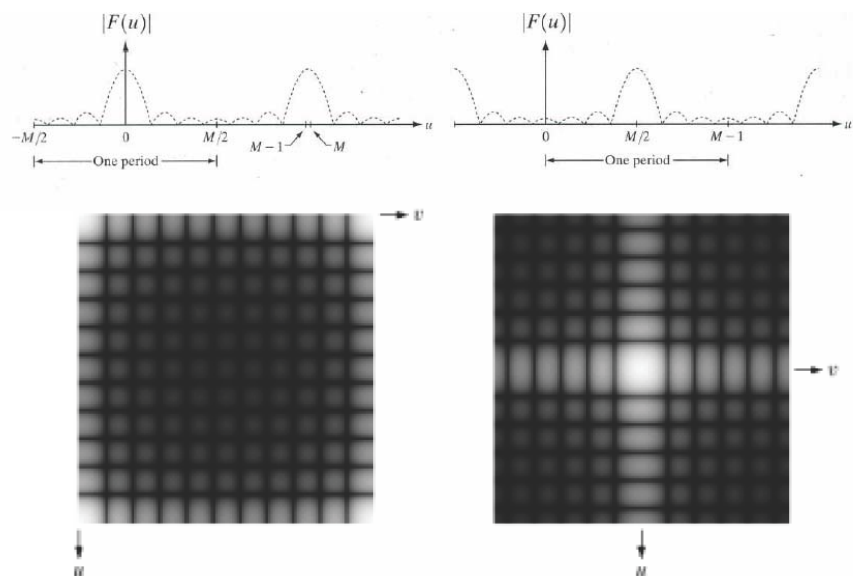 |F(u)|
u
−M/2 0 M/2 M − 1 M
One period
|F(u)|
u
0 M/2 M − 1
One period
v
u
v
u